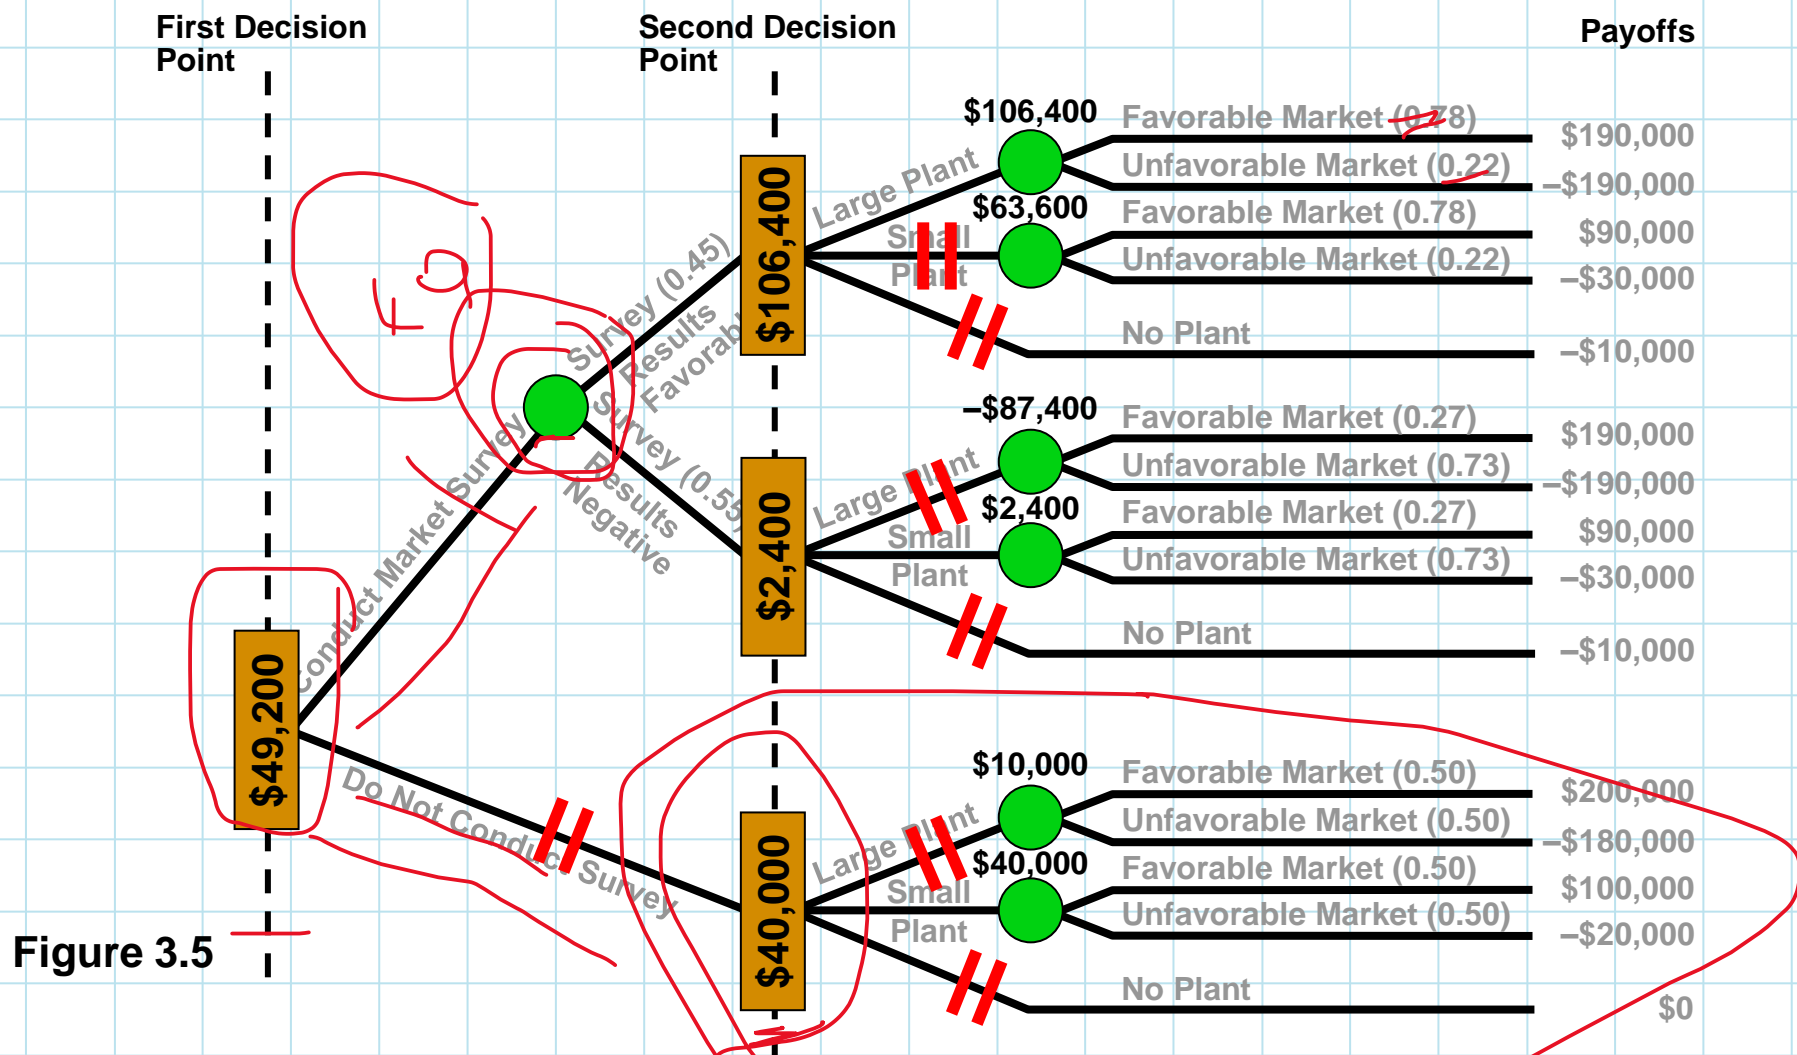 First Decision
Point
Second Decision
Point
Payoffs
$106,400
Favorable Market (0.78)
$190,000
Unfavorable Market (0.22)
–$190,000
Large Plant
$63,600
Favorable Market (0.78)
$90,000
Small
Plant
Unfavorable Market (0.22)
–$30,000
$106,400
No Plant
–$10,000
Survey (0.45)
Results
Favorabl
Survey (0.55
Results
Negative
–$87,400
Favorable Market (0.27)
$190,000
Unfavorable Market (0.73)
–$190,000
Large Plant
$2,400
Favorable Market (0.27)
$90,000
Small
Plant
Unfavorable Market (0.73)
–$30,000
$2,400
No Plant
–$10,000
Conduct Market Survey
$49,200
Do Not Conduct Survey
$10,000
Favorable Market (0.50)
$200,000
Unfavorable Market (0.50)
–$180,000
Large Plant
$40,000
Favorable Market (0.50)
$100,000
Small
Plant
Unfavorable Market (0.50)
–$20,000
$40,000
No Plant
$0
Figure 3.5